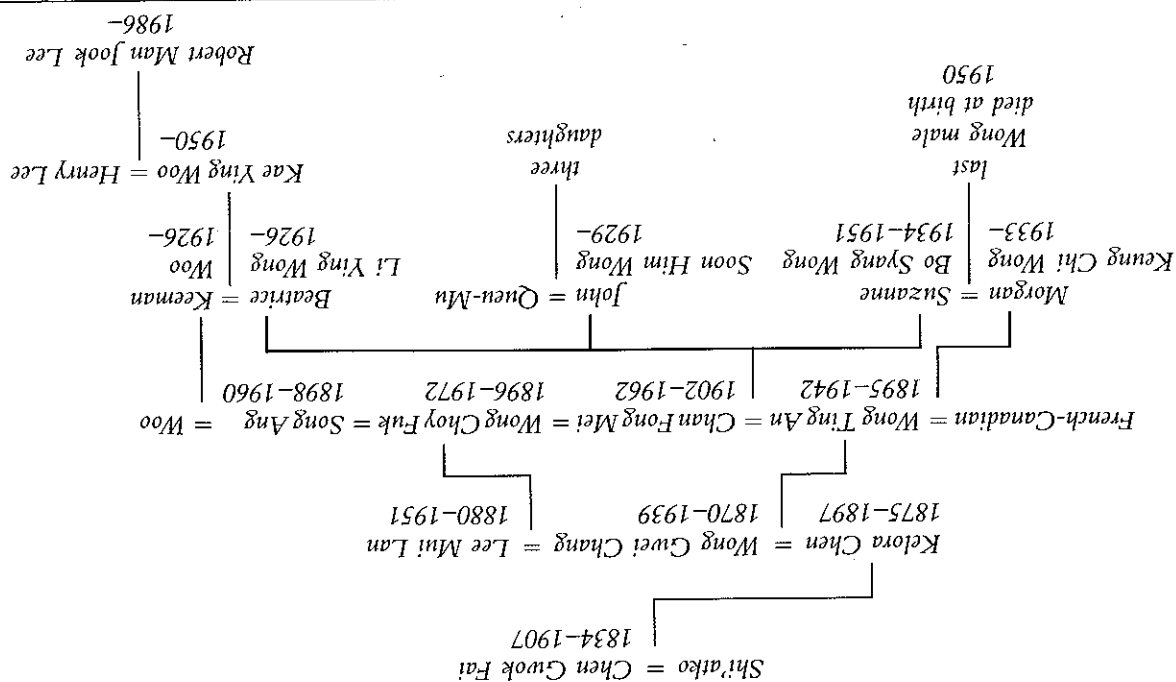 Shi'atko = Chen Gwok Fai
1834–1907
Kelora Chen = Wong Gwei Chang = Lee Mui Lan
1875–1897 1870–1939 1880–1951
French-Canadian = Wong Ting An = Chan Fong Mei = Wong Choy Fuk = Song Ang = Woo
1895–1942 1902–1962 1896–1972 1898–1960
Morgan = Suzanne
Keung Chi Wong Bo Syang Wong
1933– 1934–1951
John = Queu-Mu
Soon Him Wong
1929–
Beatrice = Keeman
Li Ying Wong Woo
1926– 1926–
last
Wong male
died at birth
1950
three
daughters
Kae Ying Woo = Henry Lee
1950–
Robert Man Jook Lee
1986–